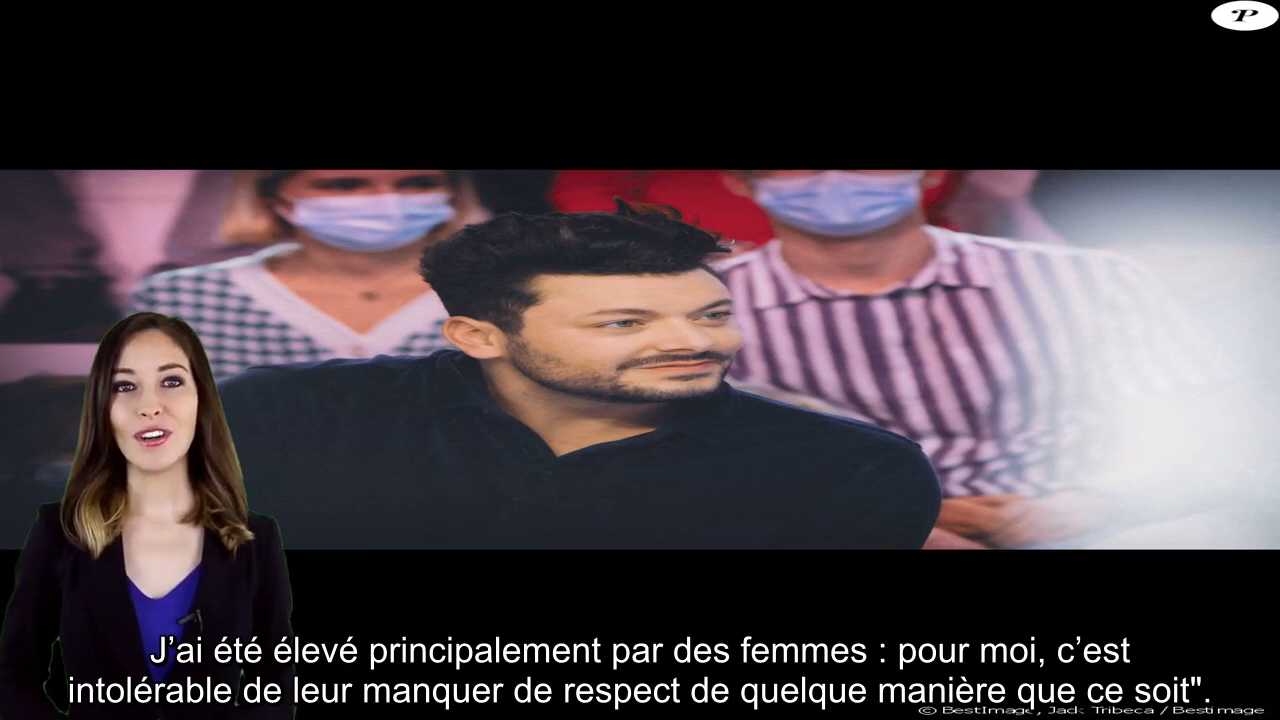 P
J’ai été élevé principalement par des femmes : pour moi, c’est
intolérable de leur manquer de respect de quelque manière que ce soit".
© BestImage, Jack Tribeca / Bestimage